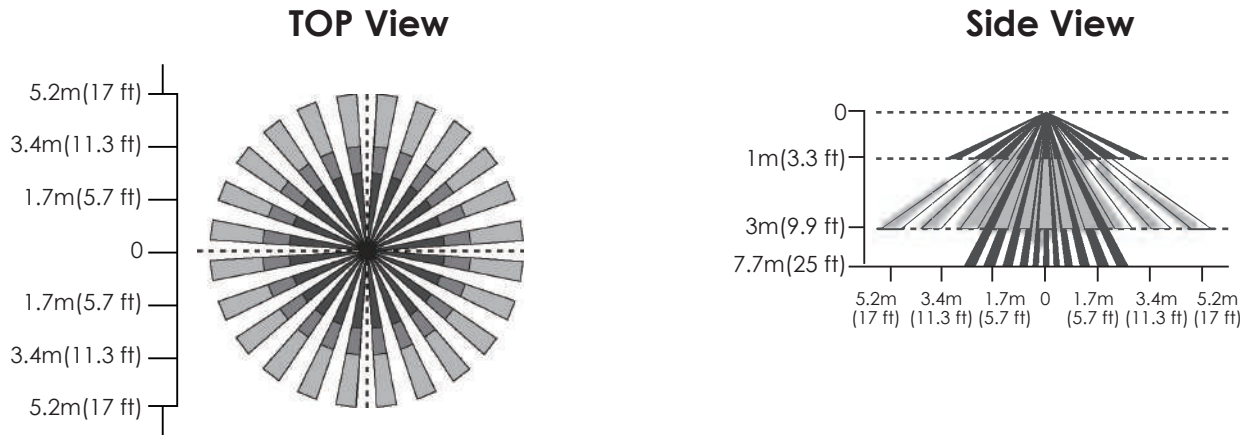 TOP View
5.2m(17 ft)
3.4m(11.3 ft)
1.7m(5.7 ft)
0
1.7m(5.7 ft)
3.4m(11.3 ft)
5.2m(17 ft)
Side View
0
1m(3.3 ft)
3m(9.9 ft)
7.7m(25 ft)
5.2m 3.4m 1.7m 0 1.7m 3.4m 5.2m
(17 ft) (11.3 ft) (5.7 ft) (5.7 ft) (11.3 ft) (17 ft)